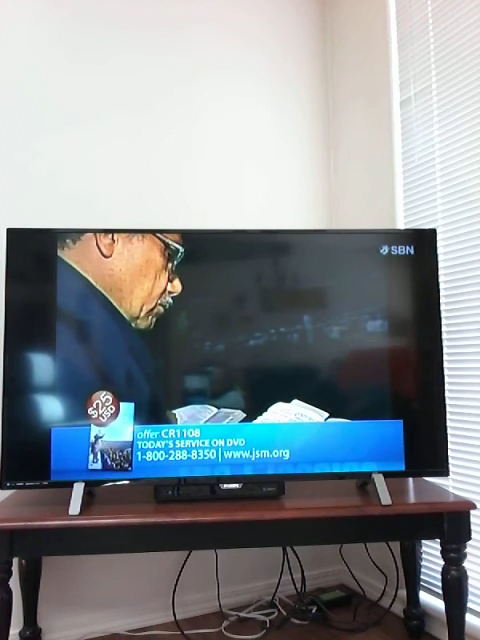 SBN
$25
USD
offer CR1108
TODAY'S SERVICE ON DVD
1-800-288-8350 | www.jsm.org